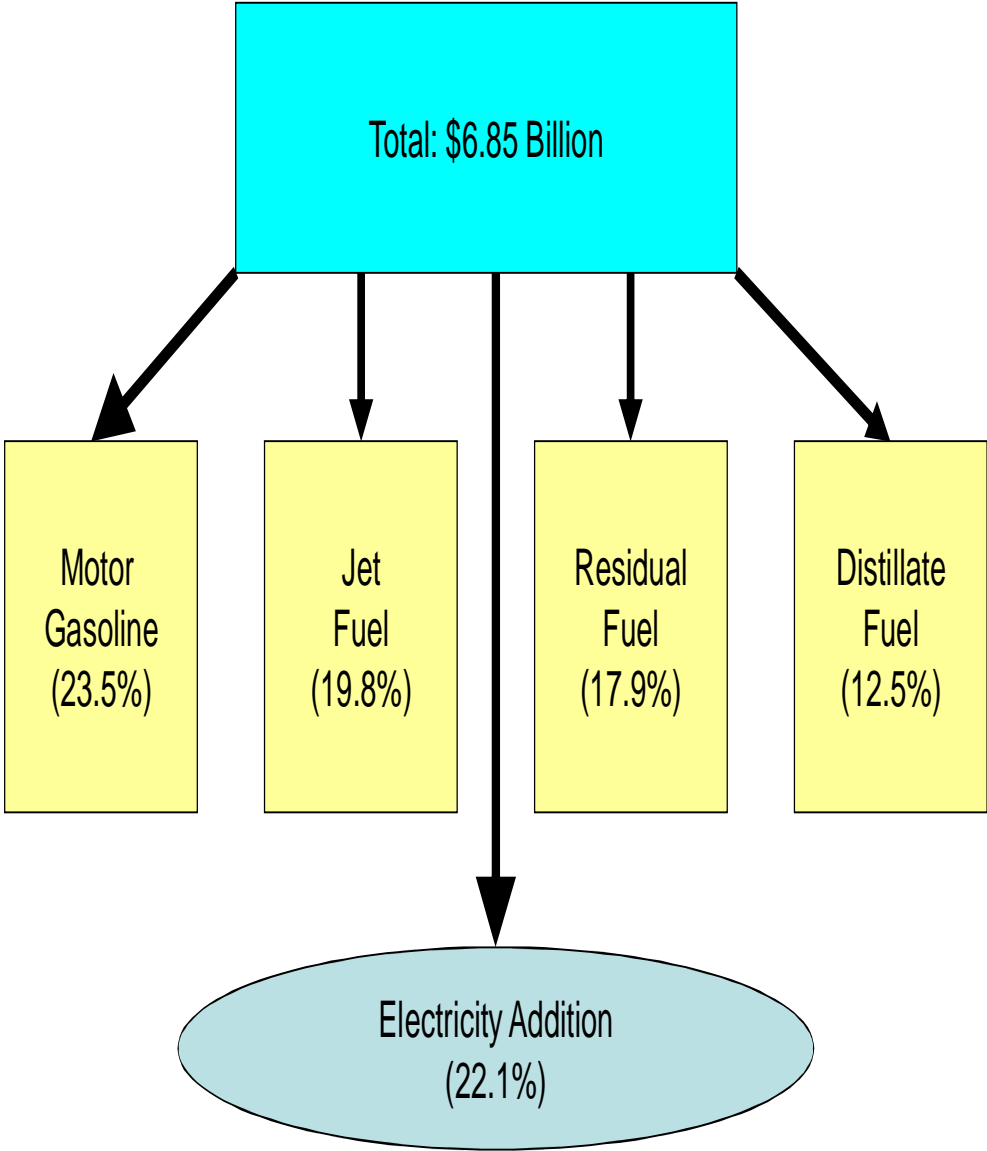 Total: $6.85 Billion
Motor
Gasoline
(23.5%)
Jet
Fuel
(19.8%)
Residual
Fuel
(17.9%)
Distillate
Fuel
(12.5%)
Electricity Addition
(22.1%)